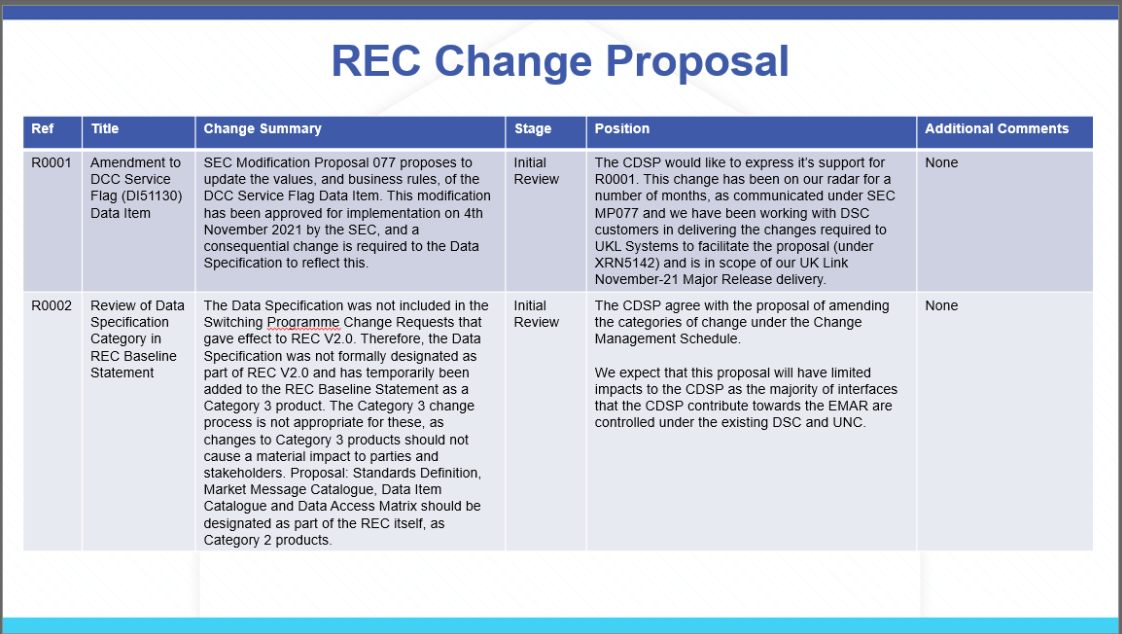 REC Change Proposal
Ref
Title
Change Summary
Stage
Position
Additional Comments
R0001
Amendment to
DCC Service
Flag (DI51130)
Data Item
SEC Modification Proposal 077 proposes to
update the values, and business rules, of the
DCC Service Flag Data Item. This modification
has been approved for implementation on 4th
November 2021 by the SEC, and a
consequential change is required to the Data
Specification to reflect this.
Initial
Review
The CDSP would like to express it's support for
R0001. This change has been on our radar for a
number of months, as communicated under SEC
MP077 and we have been working with DSC
customers in delivering the changes required to
UKL Systems to facilitate the proposal (under
XRN5142) and is in scope of our UK Link
November-21 Major Release delivery.
None
R0002
Review of Data
Specification
Category in
REC Baseline
Statement
The Data Specification was not included in the
Switching Programme Change Requests that
gave effect to REC V2.0. Therefore, the Data
Specification was not formally designated as
part of REC V2.0 and has temporarily been
added to the REC Baseline Statement as a
Category 3 product. The Category 3 change
process is not appropriate for these, as
changes to Category 3 products should not
cause a material impact to parties and
stakeholders. Proposal: Standards Definition,
Market Message Catalogue, Data Item
Catalogue and Data Access Matrix should be
designated as part of the REC itself, as
Category 2 products.
Initial
Review
The CDSP agree with the proposal of amending
the categories of change under the Change
Management Schedule.
We expect that this proposal will have limited
impacts to the CDSP as the majority of interfaces
that the CDSP contribute towards the EMAR are
controlled under the existing DSC and UNC.
None